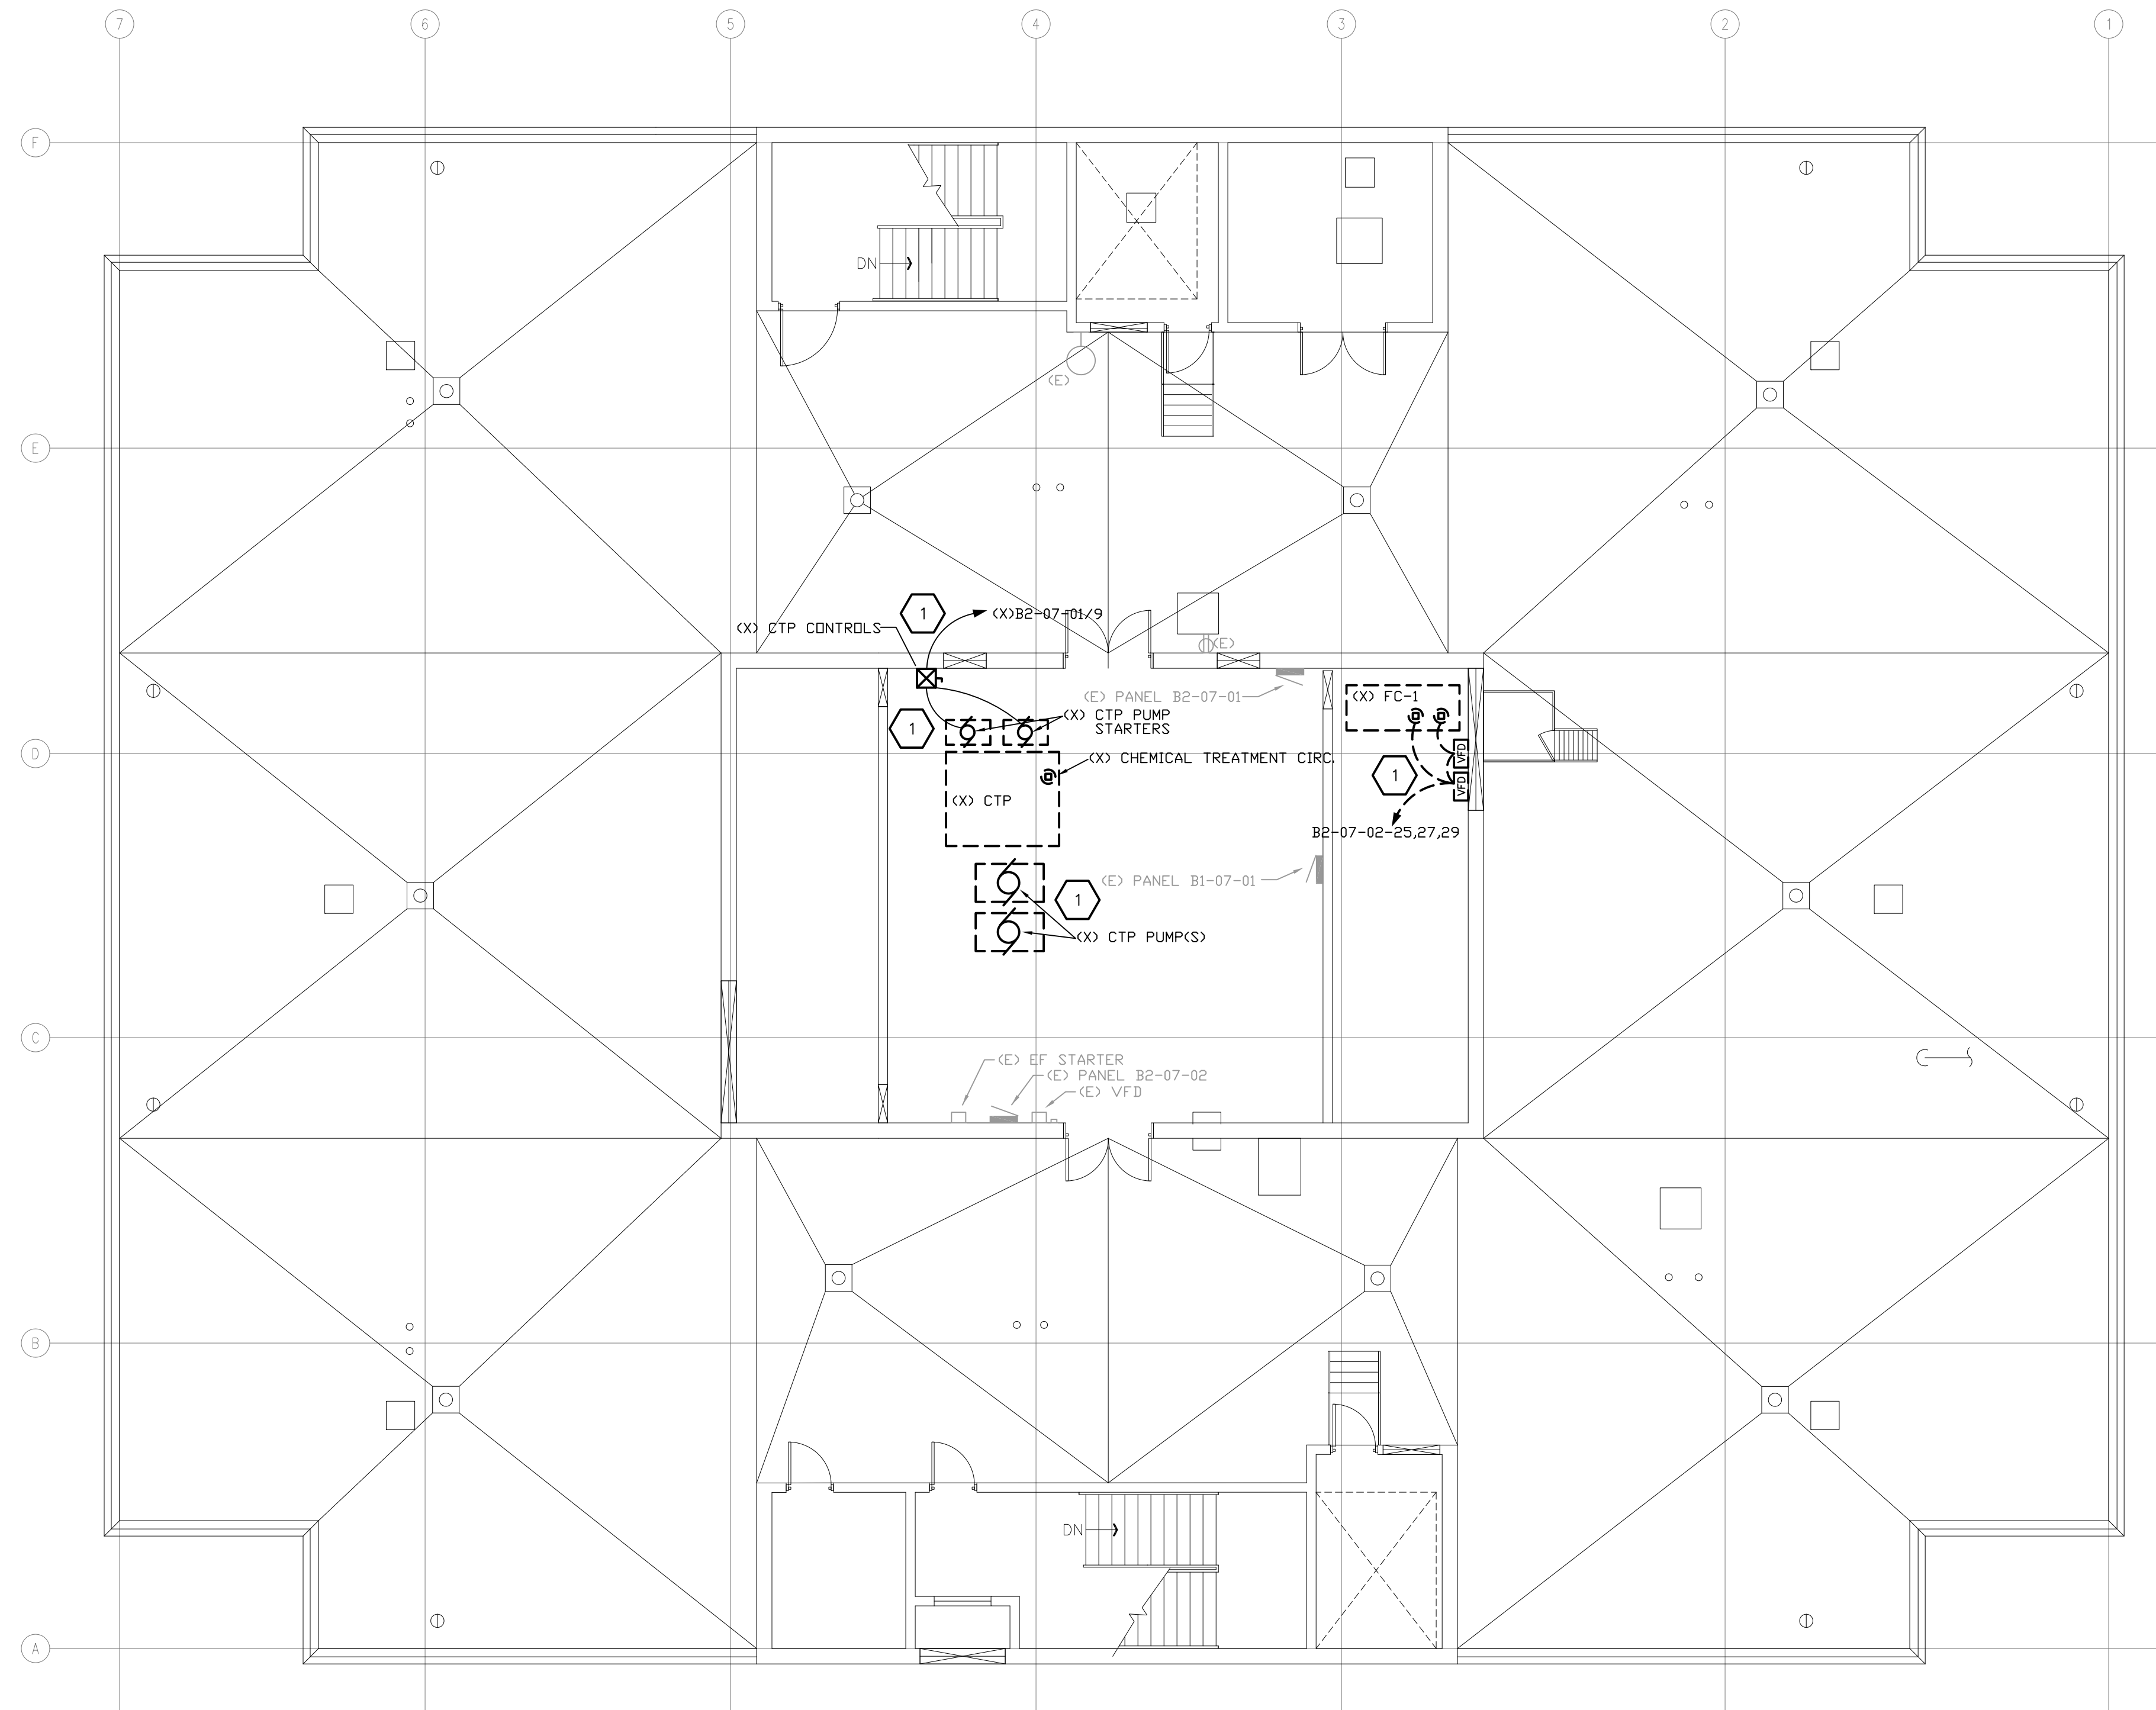 7
6
5
4
3
2
1
F
DN
(E)
E
1
(X)B2-07-01/9
(X) CTP CONTROLS
(E)
(E) PANEL B2-07-01
(X) FC-1
1
(X) CTP PUMP
STARTERS
D
(X) CHEMICAL TREATMENT CIRC.
VFD
VFD
1
(X) CTP
B2-07-02-25,27,29
(E) PANEL B1-07-01
1
(X) CTP PUMP(S)
C
(E) EF STARTER
(E) PANEL B2-07-02
(E) VFD
B
DN
A